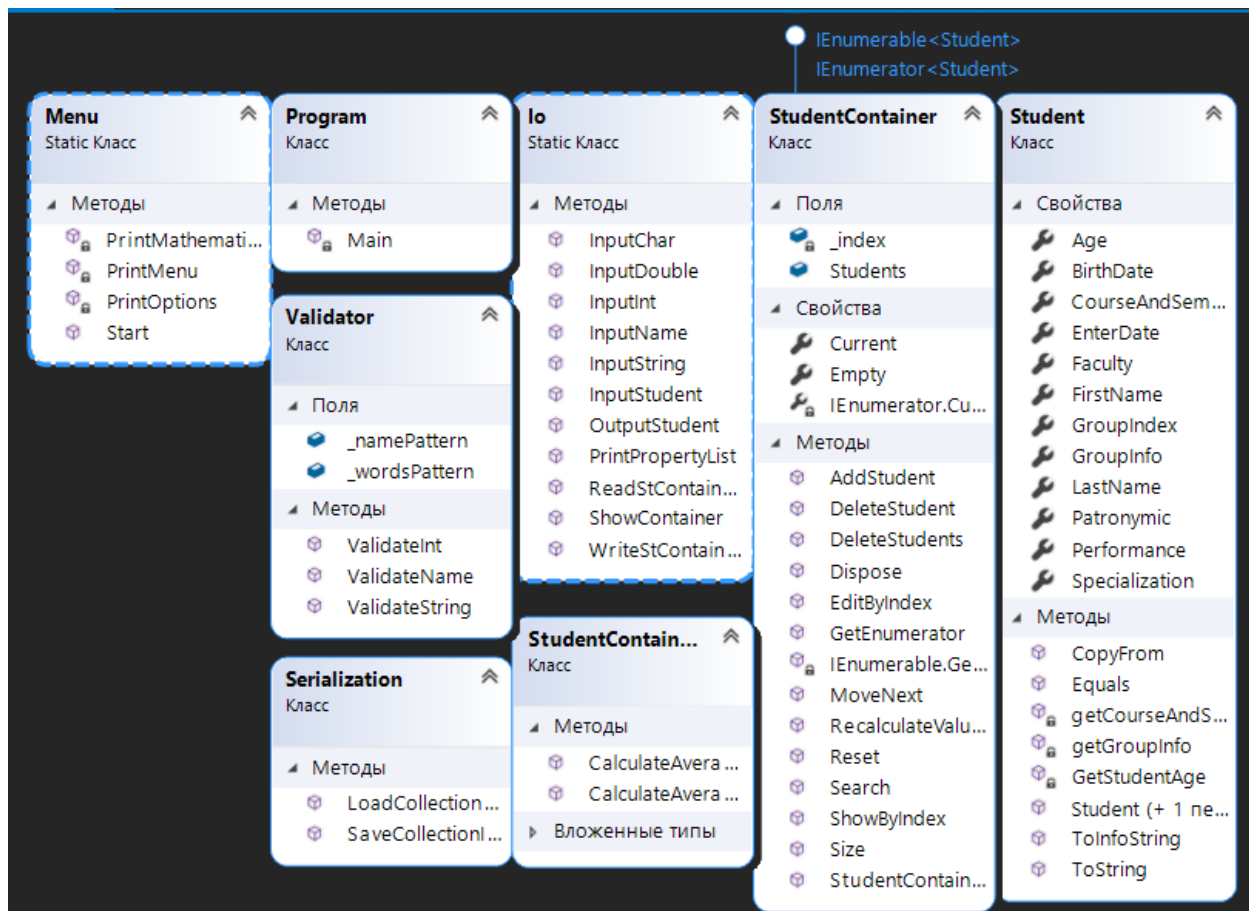 IEnumerable<Student>
IEnumerator<Student>
Menu
Static Класс
Методы
PrintMathemati...
PrintMenu
PrintOptions
Start
Program
Класс
Методы
Main
Validator
Класс
Поля
_namePattern
_wordsPattern
Методы
ValidateInt
ValidateName
ValidateString
Serialization
Класс
Методы
LoadCollection...
SaveCollectionI...
Io
Static Класс
Методы
InputChar
InputDouble
InputInt
InputName
InputString
InputStudent
OutputStudent
PrintPropertyList
ReadStContain...
ShowContainer
WriteStContain...
StudentContain...
Класс
Методы
CalculateAvera...
CalculateAvera...
Вложенные типы
StudentContainer
Класс
Поля
_index
Students
Свойства
Current
Empty
IEnumerator.Cu...
Методы
AddStudent
DeleteStudent
DeleteStudents
Dispose
EditByIndex
GetEnumerator
IEnumerable.Ge...
MoveNext
RecalculateValu...
Reset
Search
ShowByIndex
Size
StudentContain...
Student
Класс
Свойства
Age
BirthDate
CourseAndSem...
EnterDate
Faculty
FirstName
GroupIndex
GroupInfo
LastName
Patronymic
Performance
Specialization
Методы
CopyFrom
Equals
getCourseAndS...
getGroupInfo
GetStudentAge
Student (+ 1 пе...
ToInfoString
ToString